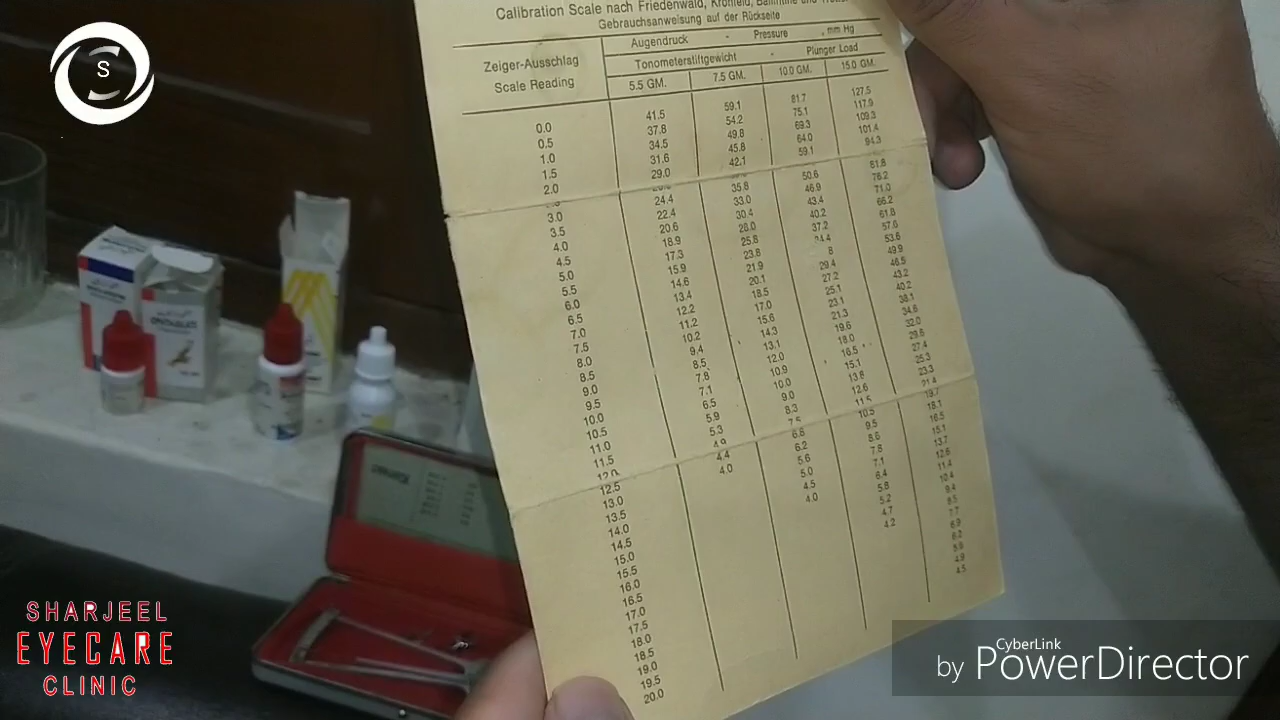 S
Calibration Scale nach Friedenwald, Kronfeld, Ballintine und
Gebrauchsanweisung auf der Rückseite
Zeiger-Ausschlag
Scale Reading
Augendruck - Pressure - mm Hg
Tonometerstiftgewicht - Plunger Load
5.5 GM. 7.5 GM. 10.0 GM. 15.0 GM.
0.0 41.5 59.1 81.7 127.5
0.5 37.8 54.2 75.1 117.9
1.0 34.5 49.8 69.3 109.3
1.5 31.6 45.8 64.0 101.4
2.0 29.0 42.1 59.1 94.3
3.0 24.4 35.8 50.6 81.8
3.5 22.4 33.0 46.9 76.2
4.0 20.6 30.4 43.4 71.0
4.5 18.9 28.0 40.2 66.2
5.0 17.3 25.8 37.2 61.8
5.5 15.9 23.8 34.4 57.6
6.0 14.6 21.9 8 53.6
6.5 13.4 20.1 29.4 49.9
7.0 12.2 18.5 27.2 46.5
7.5 11.2 17.0 25.1 43.2
8.0 10.2 15.6 23.1 40.2
8.5 9.4 14.3 21.3 38.1
9.0 8.5 13.1 19.6 34.6
9.5 7.8 12.0 18.0 32.0
10.0 7.1 10.9 16.5 29.6
10.5 6.5 10.0 15.1 27.4
11.0 5.9 9.0 13.8 25.3
11.5 5.3 8.3 12.6 23.3
12.0 4.9 7.5 11.5 21.4
12.5 4.4 6.8 10.5 19.7
13.0 4.0 6.2 9.5 18.1
13.5 5.6 8.6 16.5
14.0 5.0 7.8 15.1
14.5 4.5 7.1 13.7
15.0 4.0 6.4 12.6
15.5 5.8 11.4
16.0 5.2 10.4
16.5 4.7 9.4
17.0 4.2 8.5
17.5 7.7
18.0 6.9
18.5 6.2
19.0 5.6
19.5 4.9
20.0 4.5
SHARJEEL
EYECARE
CLINIC
CyberLink
by PowerDirector